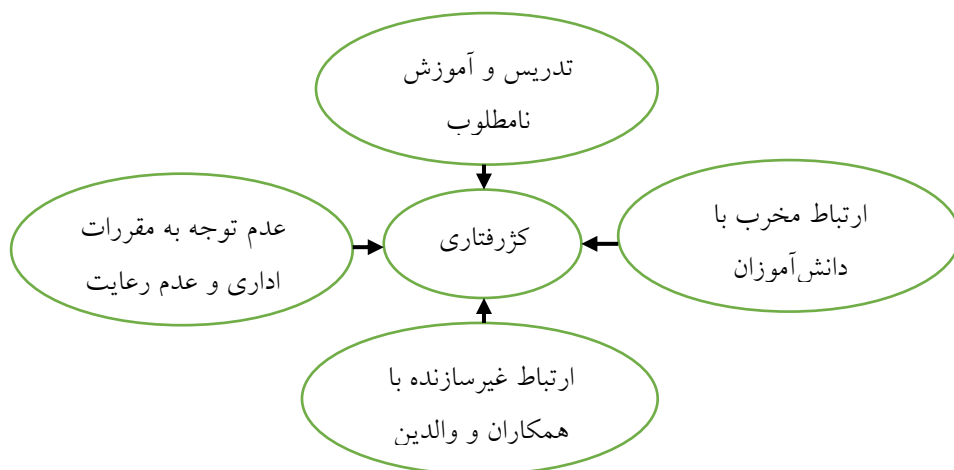 تدریس و آموزش
نامطلوب
ارتباط مخرب با
دانش‌آموزان
کژرفتاری
عدم توجه به مقررات
اداری و عدم رعایت
ارتباط غیرسازنده با
همکاران و والدین